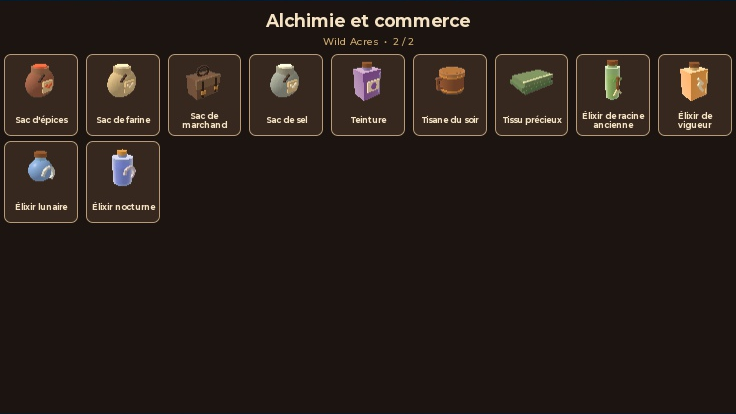 Alchimie et commerce
Wild Acres • 2 / 2
Sac d'épices
Sac de farine
Sac de
marchand
Sac de sel
Teinture
Tisane du soir
Tissu précieux
Élixir de racine
ancienne
Élixir de
vigueur
Élixir lunaire
Élixir nocturne